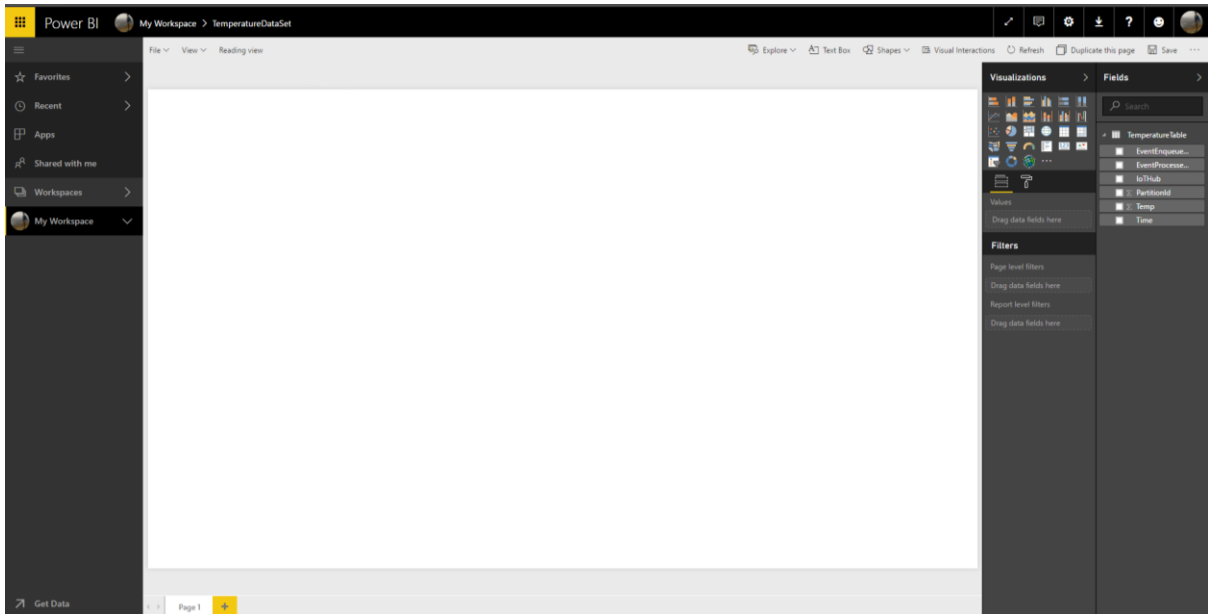 Power BI My Workspace > TemperatureDataSet ?
File View Reading view Explore Text Box Shapes Visual Interactions Refresh Duplicate this page Save ...
Favorites
Recent
Apps
Shared with me
Workspaces
My Workspace
Get Data
Visualizations
Values
Drag data fields here
Filters
Page level filters
Drag data fields here
Report level filters
Drag data fields here
Fields
Search
TemperatureTable
EventEnqueue...
EventProcesse...
IoTHub
Σ PartitionId
Σ Temp
Time
Page 1 +